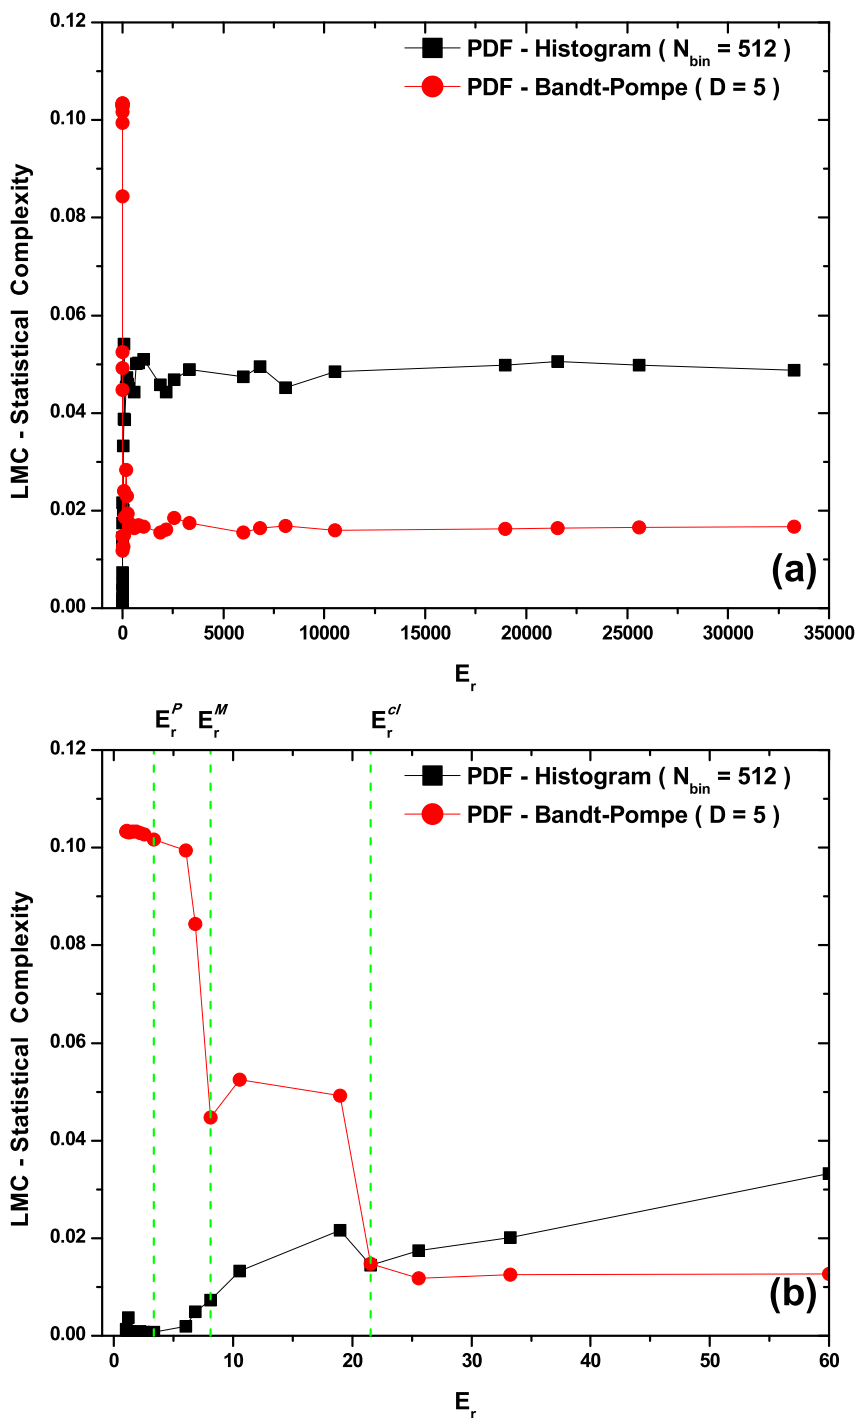 0.12
0.10
0.08
0.06
0.04
0.02
0.00
LMC - Statistical Complexity
PDF - Histogram ( N_bin = 512 )
PDF - Bandt-Pompe ( D = 5 )
(a)
0 5000 10000 15000 20000 25000 30000 35000
E_r
E_r^P E_r^M E_r^cl
0.12
0.10
0.08
0.06
0.04
0.02
0.00
LMC - Statistical Complexity
PDF - Histogram ( N_bin = 512 )
PDF - Bandt-Pompe ( D = 5 )
(b)
0 10 20 30 40 50 60
E_r